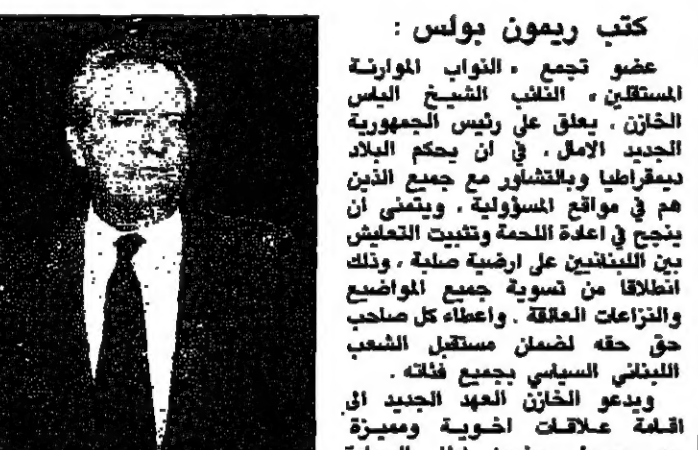 كتب ريمون بولس :
عضو تجمع « النواب الموارنة
المستقلين » النائب الشيخ الياس
الخازن ، يعلق على رئيس الجمهورية
الجديد الامال ، في ان يحكم البلاد
ديمقراطيا وبالتشاور مع جميع الذين
هم في مواقع المسؤولية ، ويتمنى ان
ينجح في اعادة اللحمة وتثبيت التعايش
بين اللبنانيين على ارضية صلبة ، وذلك
انطلاقا من تسوية جميع المواضيع
والنزاعات العالقة ، واعطاء كل صاحب
حق حقه لضمان مستقبل الشعب
اللبناني السياسي بجميع فئاته .
ويدعو الخازن العهد الجديد الى
اقامة علاقات اخوية ومميزة